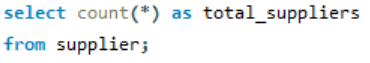 select count(*) as total_suppliers
from supplier;